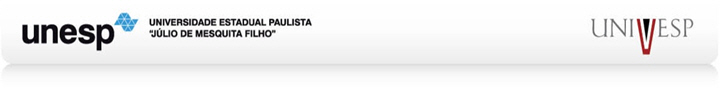 unesp
UNIVERSIDADE ESTADUAL PAULISTA
"JÚLIO DE MESQUITA FILHO"
UNIVESP